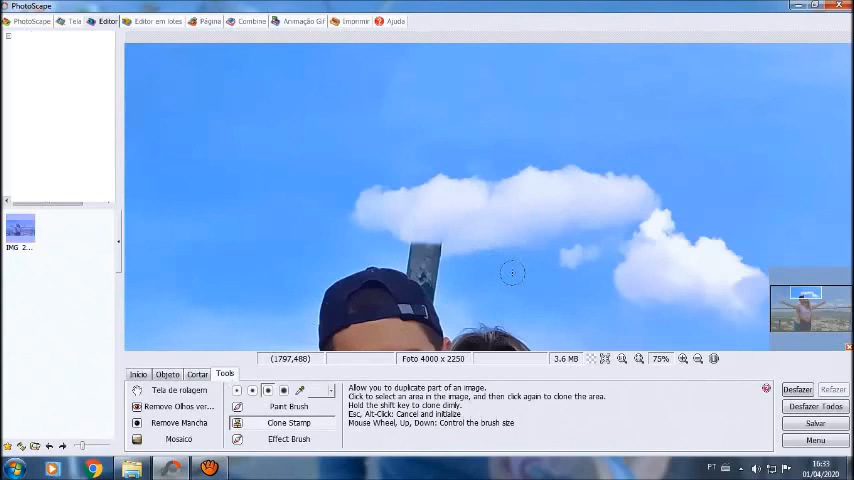 PhotoScape
PhotoScape Tela Editor Editor em lotes Página Combine Animação Gif Imprimir Ajuda
IMG 2...
(1797,488) Foto 4000 x 2250 3.6 MB 75%
Início Objeto Cortar Tools
Tela de rolagem
Remove Olhos ver...
Remove Mancha
Mosaico
Paint Brush
Clone Stamp
Effect Brush
Allow you to duplicate part of an image.
Click to select an area in the image, and then click again to clone the area.
Hold the shift key to clone dimly.
Esc, Alt-Click: Cancel and initialize
Mouse Wheel, Up, Down: Control the brush size
Desfazer Refazer
Desfazer Todos
Salvar
Menu
PT 16:33
01/04/2020